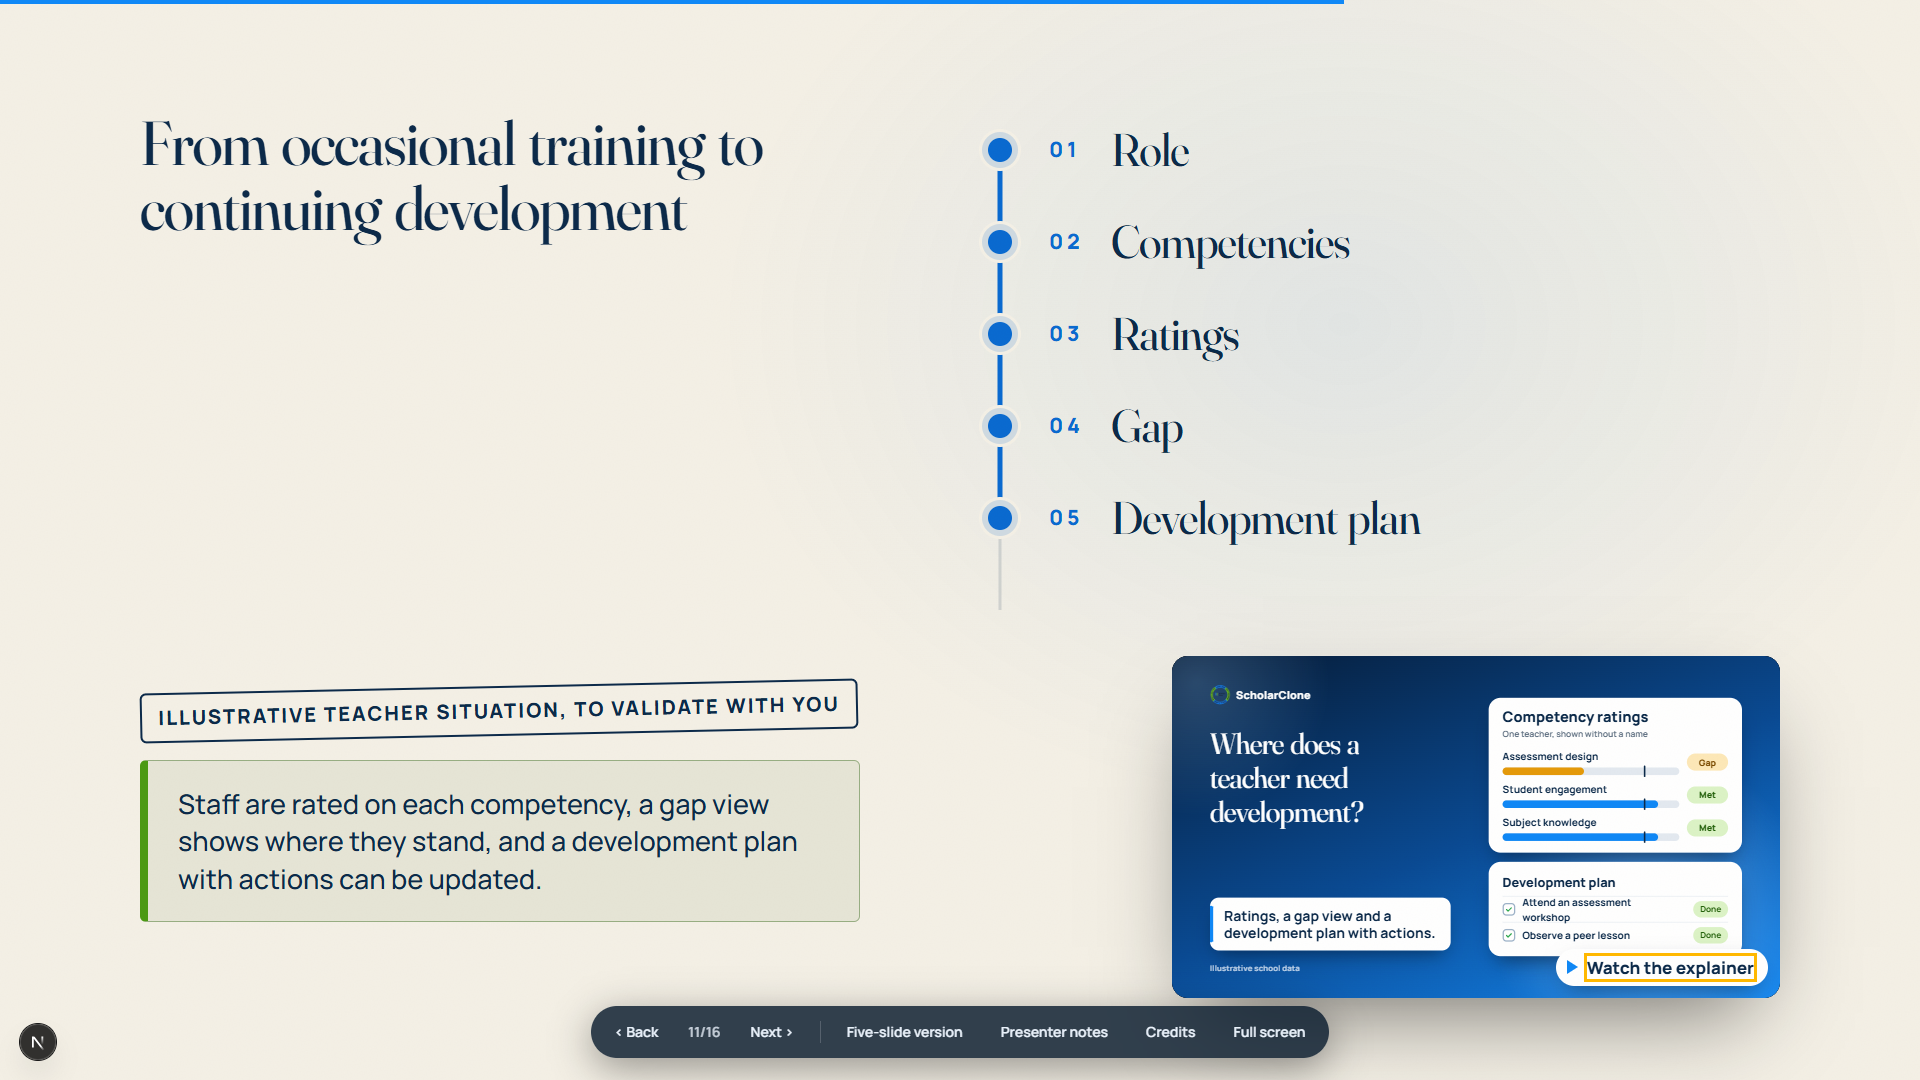 From occasional training to
continuing development
01 Role
02 Competencies
03 Ratings
04 Gap
05 Development plan
ILLUSTRATIVE TEACHER SITUATION, TO VALIDATE WITH YOU
Staff are rated on each competency, a gap view
shows where they stand, and a development plan
with actions can be updated.
ScholarClone
Where does a
teacher need
development?
Ratings, a gap view and a
development plan with actions.
Illustrative school data
Competency ratings
One teacher, shown without a name
Assessment design
Gap
Student engagement
Met
Subject knowledge
Met
Development plan
Attend an assessment
workshop
Done
Observe a peer lesson
Done
Watch the explainer
N
‹ Back
11/16
Next ›
Five-slide version
Presenter notes
Credits
Full screen